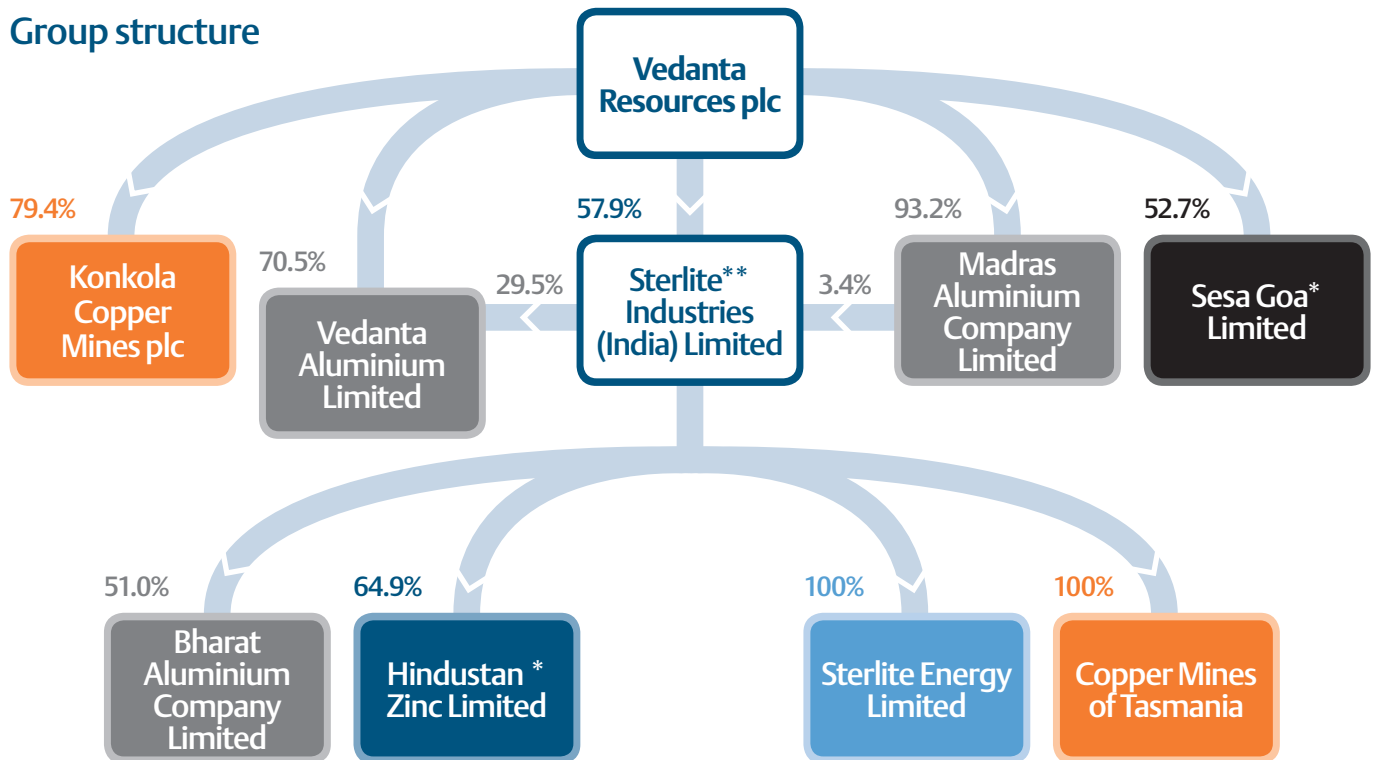 Group structure
Vedanta
Resources plc
79.4%
57.9%
93.2%
52.7%
Konkola
Copper
Mines plc
70.5%
Vedanta
Aluminium
Limited
29.5%
Sterlite**
Industries
(India) Limited
3.4%
Madras
Aluminium
Company
Limited
Sesa Goa*
Limited
51.0%
64.9%
100%
100%
Bharat
Aluminium
Company
Limited
Hindustan *
Zinc Limited
Sterlite Energy
Limited
Copper Mines
of Tasmania